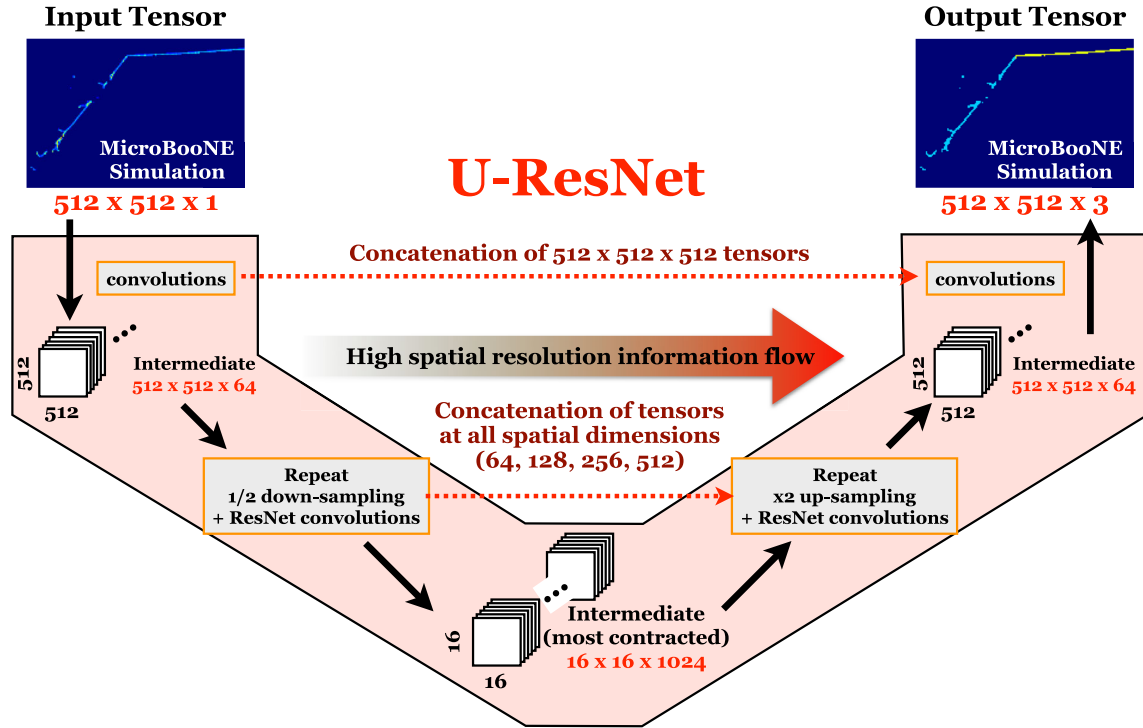 Input Tensor
Output Tensor
MicroBooNE
Simulation
MicroBooNE
Simulation
512 x 512 x 1
U-ResNet
512 x 512 x 3
Concatenation of 512 x 512 x 512 tensors
convolutions
convolutions
High spatial resolution information flow
512
512
Intermediate
512 x 512 x 64
512
512
Intermediate
512 x 512 x 64
Concatenation of tensors
at all spatial dimensions
(64, 128, 256, 512)
Repeat
1/2 down-sampling
+ ResNet convolutions
Repeat
x2 up-sampling
+ ResNet convolutions
16
16
Intermediate
(most contracted)
16 x 16 x 1024